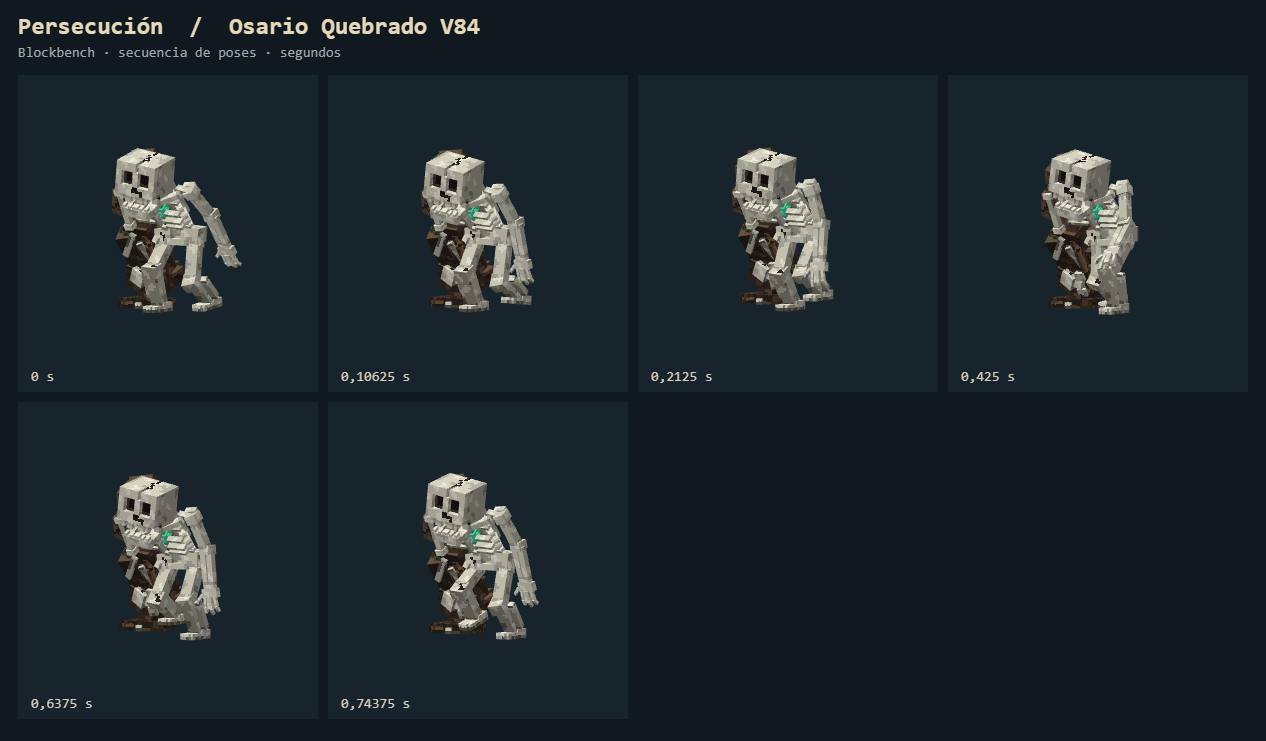 Persecución / Osario Quebrado V84
Blockbench · secuencia de poses · segundos
0 s
0,10625 s
0,2125 s
0,425 s
0,6375 s
0,74375 s